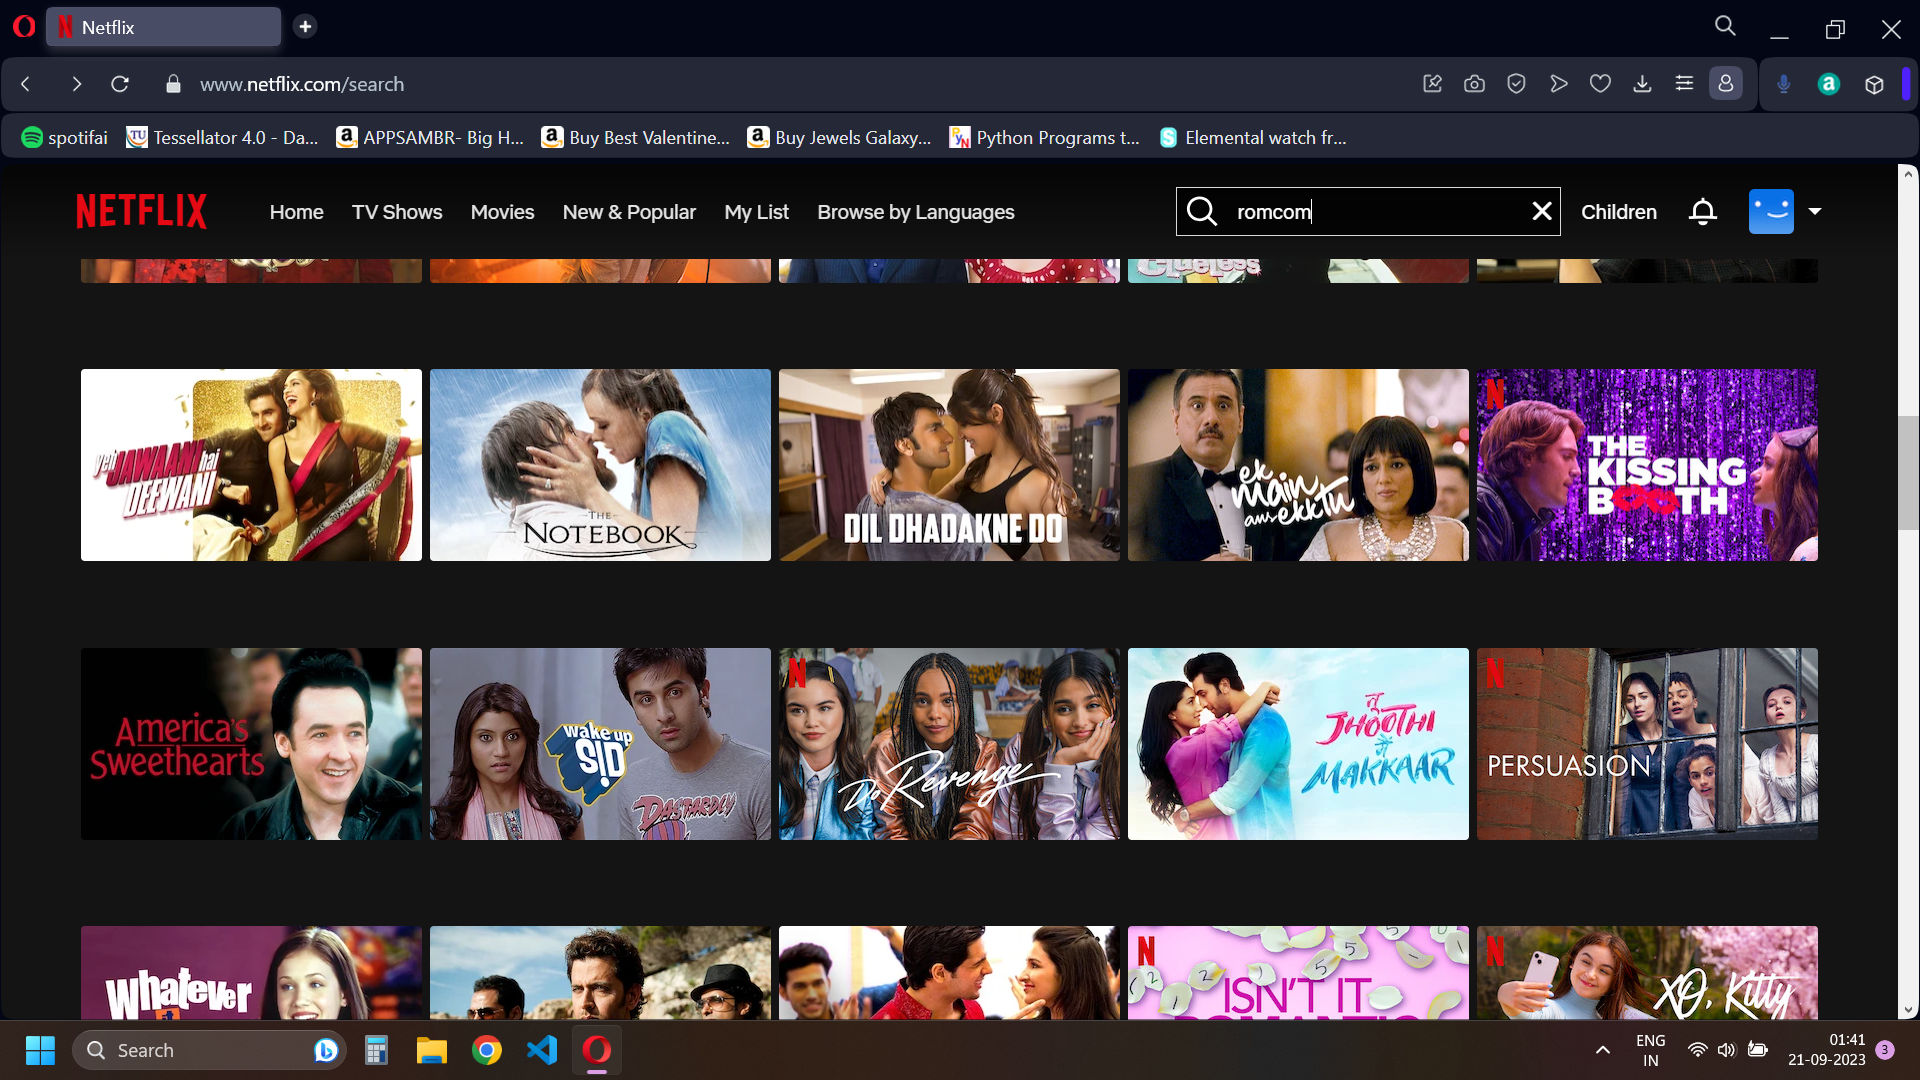 Netflix
www.netflix.com/search
spotifai
Tessellator 4.0 - Da...
APPSAMBR- Big H...
Buy Best Valentine...
Buy Jewels Galaxy...
Python Programs t...
Elemental watch fr...
NETFLIX
Home
TV Shows
Movies
New & Popular
My List
Browse by Languages
romcom
Children
Clueless
yeh JAWAANI hai
DEEWANI
THE
NOTEBOOK
DIL DHADAKNE DO
ek
main
aur ekk tu
THE
KISSING
BOOTH
America's
Sweethearts
wake up
SID
DASTARDLY
Do Revenge
तू
JHOOTHI
मैं
MAKKAAR
PERSUASION
Whatever
it
ISN'T IT
ROMANTIC
XO, Kitty
Search
ENG
IN
01:41
21-09-2023
3